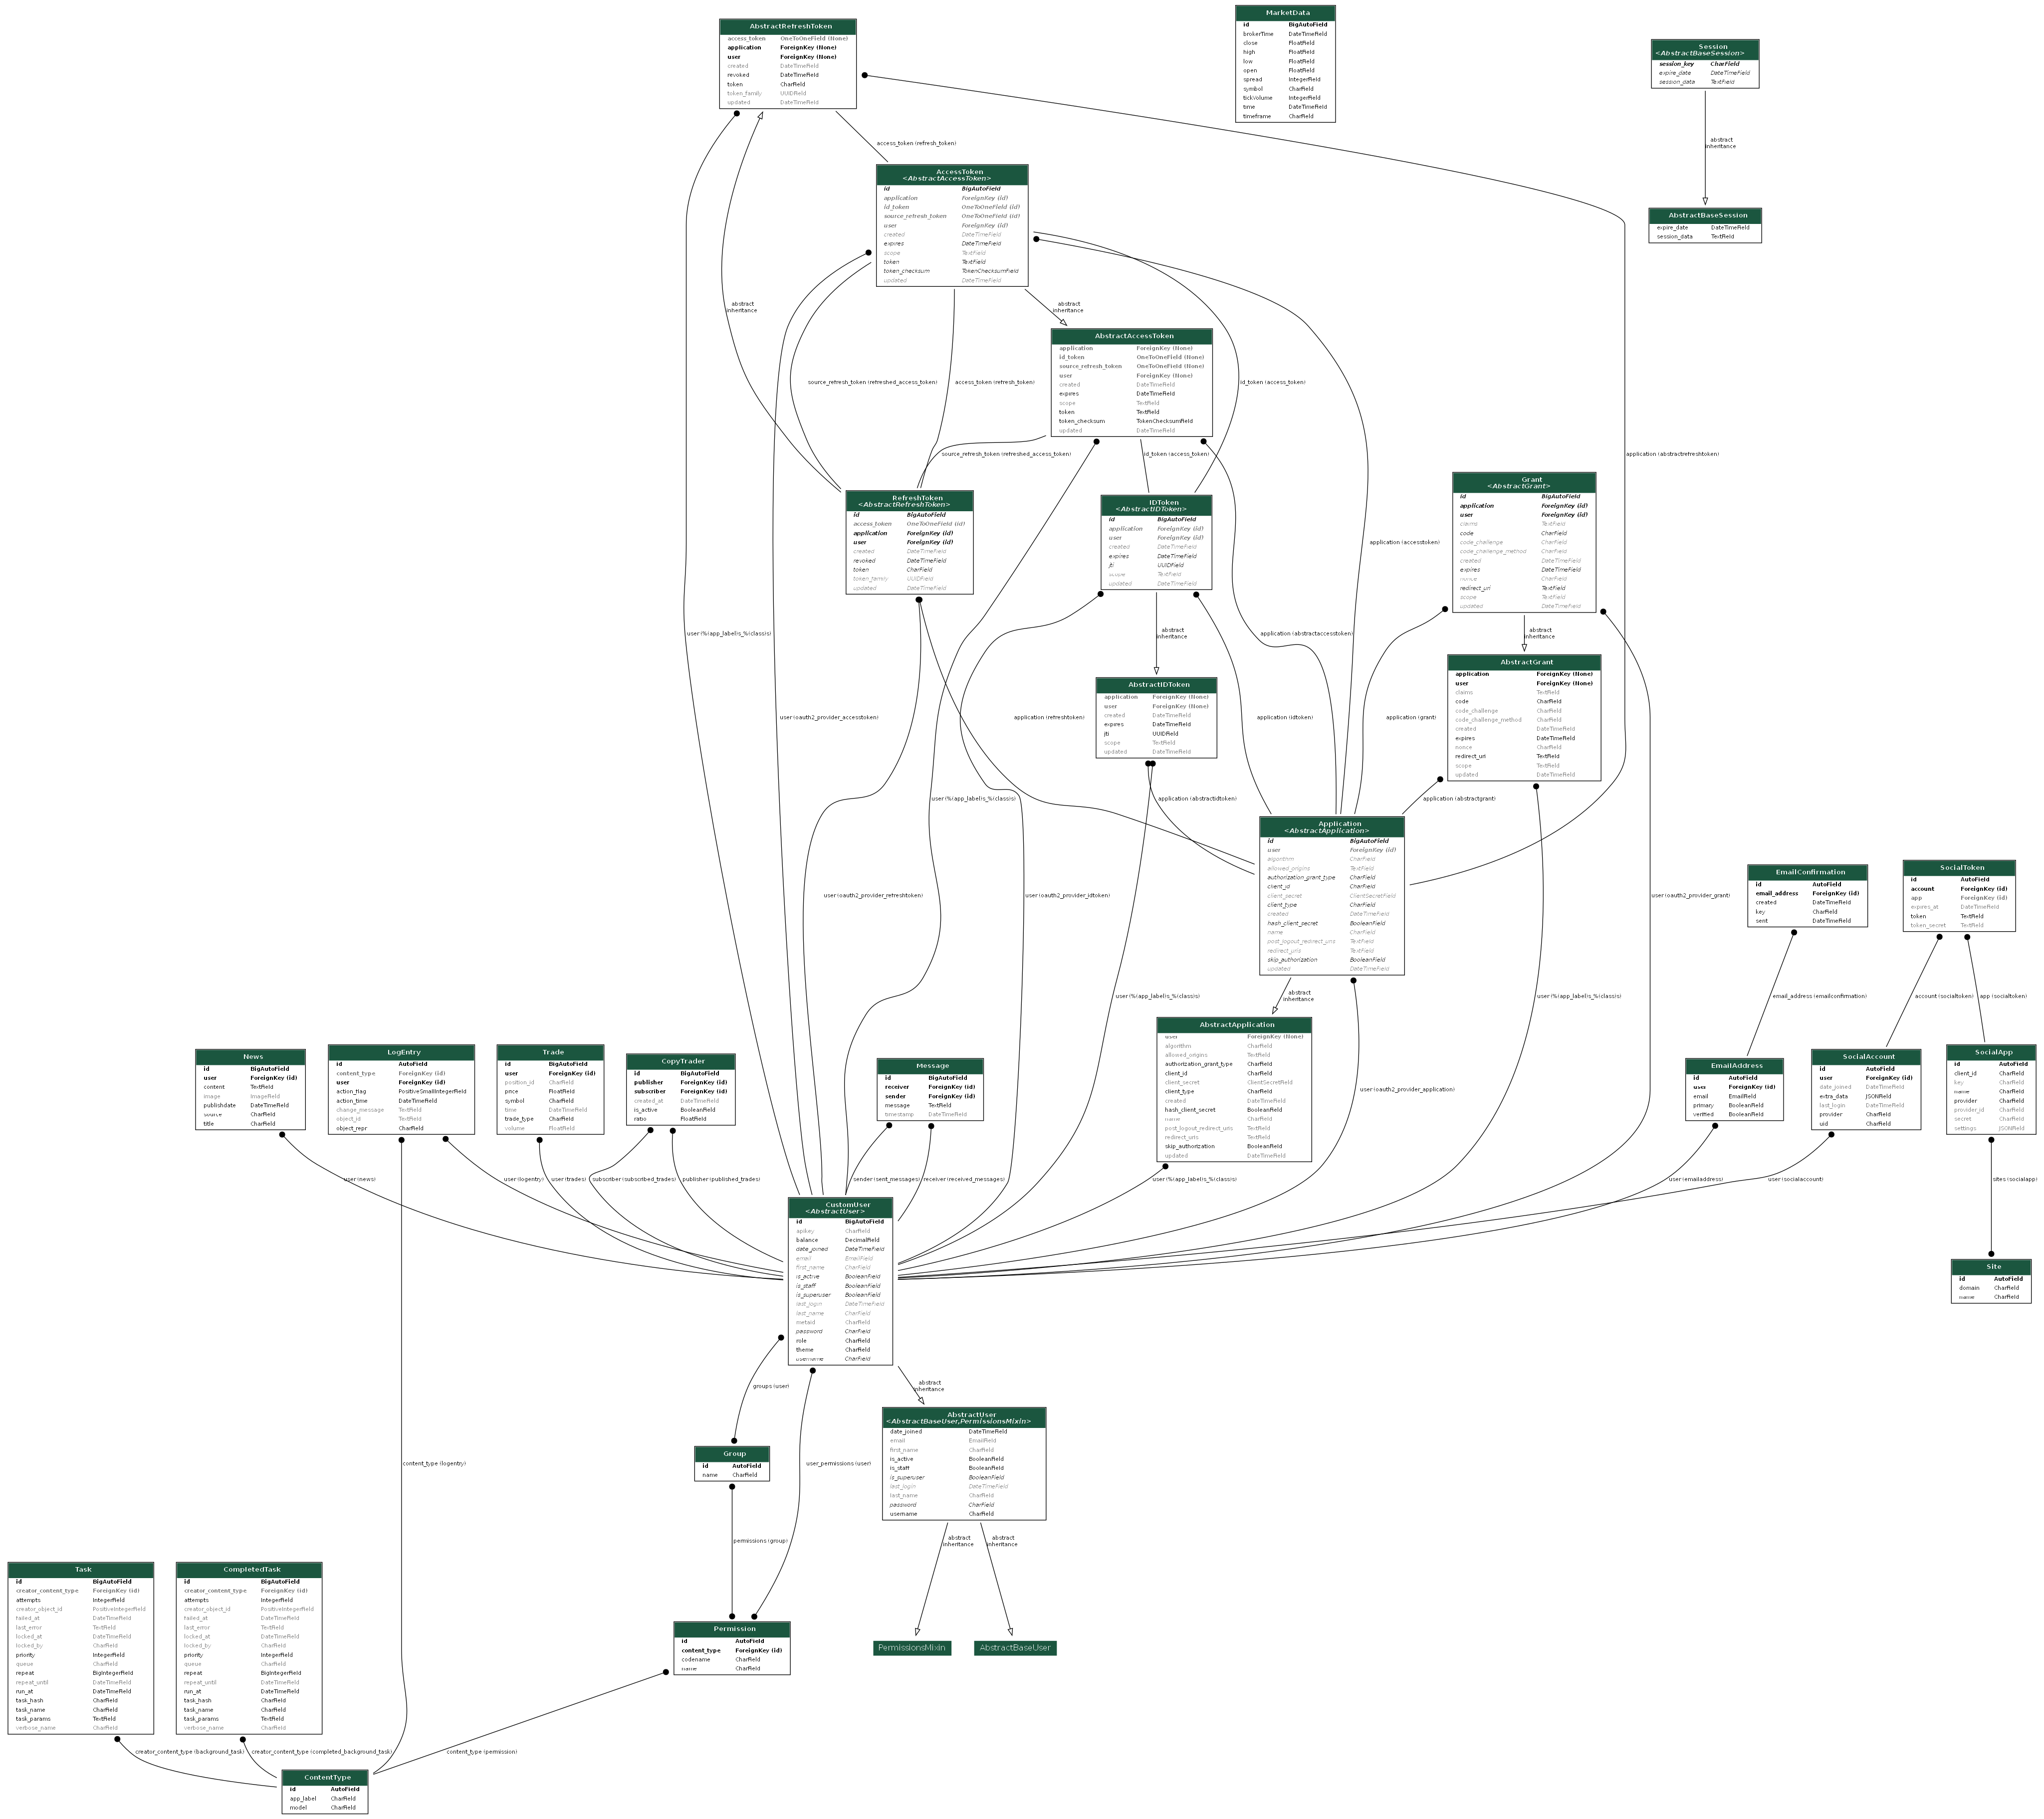 AbstractRefreshToken
access_token OneToOneField (None)
application ForeignKey (None)
user ForeignKey (None)
created DateTimeField
revoked DateTimeField
token CharField
token_family UUIDField
updated DateTimeField
MarketData
id BigAutoField
brokerTime DateTimeField
close FloatField
high FloatField
low FloatField
open FloatField
spread IntegerField
symbol CharField
tickVolume IntegerField
time DateTimeField
timeframe CharField
Session
<AbstractBaseSession>
session_key CharField
expire_date DateTimeField
session_data TextField
abstract
inheritance
AbstractBaseSession
expire_date DateTimeField
session_data TextField
access_token (refresh_token)
AccessToken
<AbstractAccessToken>
id BigAutoField
application ForeignKey (id)
id_token OneToOneField (id)
source_refresh_token OneToOneField (id)
user ForeignKey (id)
created DateTimeField
expires DateTimeField
scope TextField
token TextField
token_checksum TokenChecksumField
updated DateTimeField
abstract
inheritance
abstract
inheritance
AbstractAccessToken
application ForeignKey (None)
id_token OneToOneField (None)
source_refresh_token OneToOneField (None)
user ForeignKey (None)
created DateTimeField
expires DateTimeField
scope TextField
token TextField
token_checksum TokenChecksumField
updated DateTimeField
source_refresh_token (refreshed_access_token)
access_token (refresh_token)
id_token (access_token)
source_refresh_token (refreshed_access_token)
id_token (access_token)
application (abstractrefreshtoken)
RefreshToken
<AbstractRefreshToken>
id BigAutoField
access_token OneToOneField (id)
application ForeignKey (id)
user ForeignKey (id)
created DateTimeField
revoked DateTimeField
token CharField
token_family UUIDField
updated DateTimeField
IDToken
<AbstractIDToken>
id BigAutoField
application ForeignKey (id)
user ForeignKey (id)
created DateTimeField
expires DateTimeField
jti UUIDField
scope TextField
updated DateTimeField
Grant
<AbstractGrant>
id BigAutoField
application ForeignKey (id)
user ForeignKey (id)
claims TextField
code CharField
code_challenge CharField
code_challenge_method CharField
created DateTimeField
expires DateTimeField
nonce CharField
redirect_uri TextField
scope TextField
updated DateTimeField
application (accesstoken)
user (%(app_label)s_%(class)s)
abstract
inheritance
application (abstractaccesstoken)
abstract
inheritance
AbstractIDToken
application ForeignKey (None)
user ForeignKey (None)
created DateTimeField
expires DateTimeField
jti UUIDField
scope TextField
updated DateTimeField
AbstractGrant
application ForeignKey (None)
user ForeignKey (None)
claims TextField
code CharField
code_challenge CharField
code_challenge_method CharField
created DateTimeField
expires DateTimeField
nonce CharField
redirect_uri TextField
scope TextField
updated DateTimeField
user (oauth2_provider_accesstoken)
application (refreshtoken)
application (idtoken)
application (grant)
user (%(app_label)s_%(class)s)
application (abstractidtoken)
application (abstractgrant)
Application
<AbstractApplication>
id BigAutoField
user ForeignKey (id)
algorithm CharField
allowed_origins TextField
authorization_grant_type CharField
client_id CharField
client_secret ClientSecretField
client_type CharField
created DateTimeField
hash_client_secret BooleanField
name CharField
post_logout_redirect_uris TextField
redirect_uris TextField
skip_authorization BooleanField
updated DateTimeField
EmailConfirmation
id AutoField
email_address ForeignKey (id)
created DateTimeField
key CharField
sent DateTimeField
SocialToken
id AutoField
account ForeignKey (id)
app ForeignKey (id)
expires_at DateTimeField
token TextField
token_secret TextField
user (oauth2_provider_refreshtoken)
user (oauth2_provider_idtoken)
user (oauth2_provider_grant)
user (%(app_label)s_%(class)s)
abstract
inheritance
user (%(app_label)s_%(class)s)
email_address (emailconfirmation)
account (socialtoken)
app (socialtoken)
News
id BigAutoField
user ForeignKey (id)
content TextField
image ImageField
publishdate DateTimeField
source CharField
title CharField
LogEntry
id AutoField
content_type ForeignKey (id)
user ForeignKey (id)
action_flag PositiveSmallIntegerField
action_time DateTimeField
change_message TextField
object_id TextField
object_repr CharField
Trade
id BigAutoField
user ForeignKey (id)
position_id CharField
price FloatField
symbol CharField
time DateTimeField
trade_type CharField
volume FloatField
CopyTrader
id BigAutoField
publisher ForeignKey (id)
subscriber ForeignKey (id)
created_at DateTimeField
is_active BooleanField
ratio FloatField
Message
id BigAutoField
receiver ForeignKey (id)
sender ForeignKey (id)
message TextField
timestamp DateTimeField
AbstractApplication
user ForeignKey (None)
algorithm CharField
allowed_origins TextField
authorization_grant_type CharField
client_id CharField
client_secret ClientSecretField
client_type CharField
created DateTimeField
hash_client_secret BooleanField
name CharField
post_logout_redirect_uris TextField
redirect_uris TextField
skip_authorization BooleanField
updated DateTimeField
user (oauth2_provider_application)
EmailAddress
id AutoField
user ForeignKey (id)
email EmailField
primary BooleanField
verified BooleanField
SocialAccount
id AutoField
user ForeignKey (id)
date_joined DateTimeField
extra_data JSONField
last_login DateTimeField
provider CharField
uid CharField
SocialApp
id AutoField
client_id CharField
key CharField
name CharField
provider CharField
provider_id CharField
secret CharField
settings JSONField
user (news)
user (logentry)
user (trades)
subscriber (subscribed_trades)
publisher (published_trades)
sender (sent_messages)
receiver (received_messages)
user (%(app_label)s_%(class)s)
user (emailaddress)
user (socialaccount)
sites (socialapp)
CustomUser
<AbstractUser>
id BigAutoField
apikey CharField
balance DecimalField
date_joined DateTimeField
email EmailField
first_name CharField
is_active BooleanField
is_staff BooleanField
is_superuser BooleanField
last_login DateTimeField
last_name CharField
metaid CharField
password CharField
role CharField
theme CharField
username CharField
Site
id AutoField
domain CharField
name CharField
groups (user)
abstract
inheritance
AbstractUser
<AbstractBaseUser,PermissionsMixin>
date_joined DateTimeField
email EmailField
first_name CharField
is_active BooleanField
is_staff BooleanField
is_superuser BooleanField
last_login DateTimeField
last_name CharField
password CharField
username CharField
Group
id AutoField
name CharField
content_type (logentry)
user_permissions (user)
permissions (group)
abstract
inheritance
abstract
inheritance
Task
id BigAutoField
creator_content_type ForeignKey (id)
attempts IntegerField
creator_object_id PositiveIntegerField
failed_at DateTimeField
last_error TextField
locked_at DateTimeField
locked_by CharField
priority IntegerField
queue CharField
repeat BigIntegerField
repeat_until DateTimeField
run_at DateTimeField
task_hash CharField
task_name CharField
task_params TextField
verbose_name CharField
CompletedTask
id BigAutoField
creator_content_type ForeignKey (id)
attempts IntegerField
creator_object_id PositiveIntegerField
failed_at DateTimeField
last_error TextField
locked_at DateTimeField
locked_by CharField
priority IntegerField
queue CharField
repeat BigIntegerField
repeat_until DateTimeField
run_at DateTimeField
task_hash CharField
task_name CharField
task_params TextField
verbose_name CharField
Permission
id AutoField
content_type ForeignKey (id)
codename CharField
name CharField
PermissionsMixin
AbstractBaseUser
creator_content_type (background_task)
creator_content_type (completed_background_task)
content_type (permission)
ContentType
id AutoField
app_label CharField
model CharField